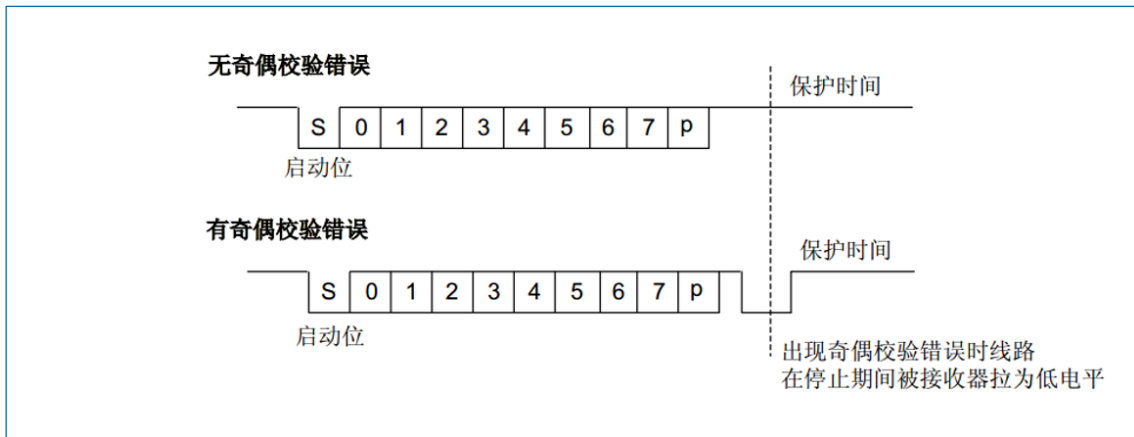 无奇偶校验错误
保护时间
S 0 1 2 3 4 5 6 7 p
启动位
有奇偶校验错误
保护时间
S 0 1 2 3 4 5 6 7 p
启动位
出现奇偶校验错误时线路
在停止期间被接收器拉为低电平